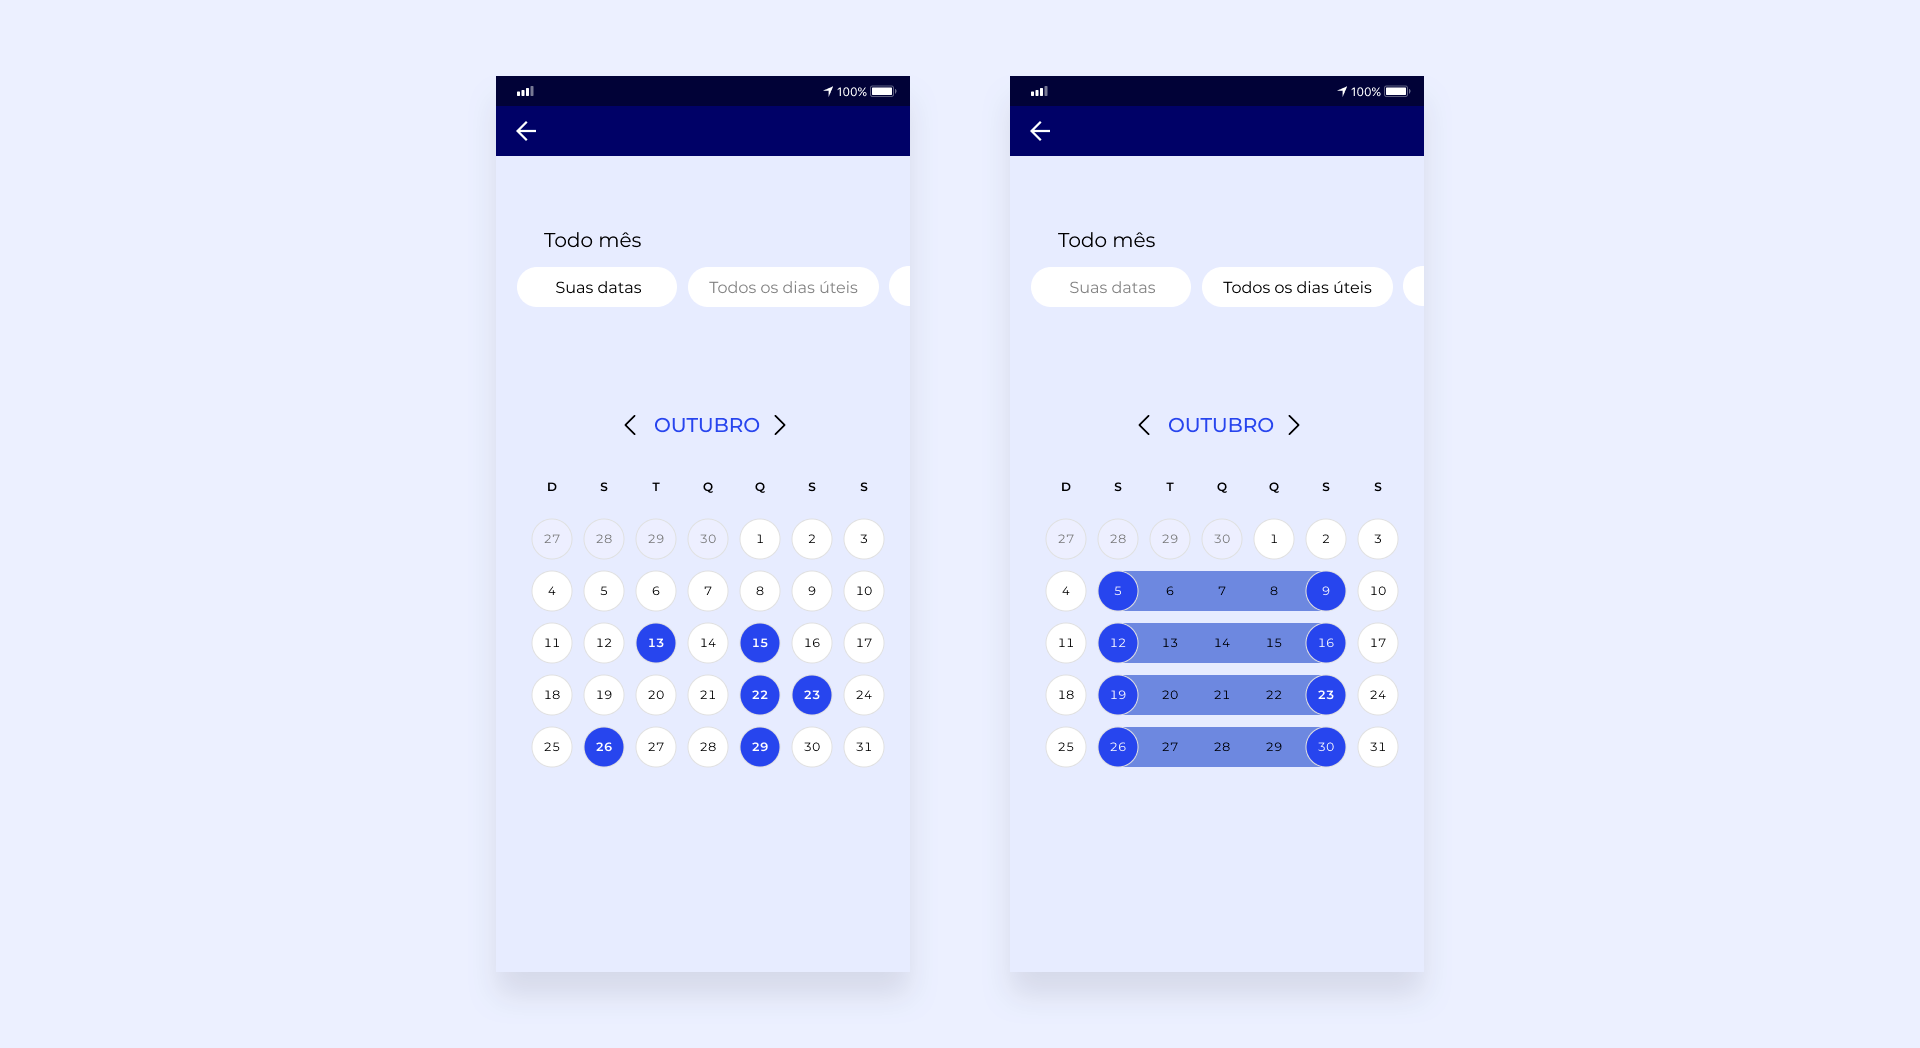 100%
Todo mês
Suas datas Todos os dias úteis
OUTUBRO
D S T Q Q S S
27 28 29 30 1 2 3
4 5 6 7 8 9 10
11 12 13 14 15 16 17
18 19 20 21 22 23 24
25 26 27 28 29 30 31
100%
Todo mês
Suas datas Todos os dias úteis
OUTUBRO
D S T Q Q S S
27 28 29 30 1 2 3
4 5 6 7 8 9 10
11 12 13 14 15 16 17
18 19 20 21 22 23 24
25 26 27 28 29 30 31